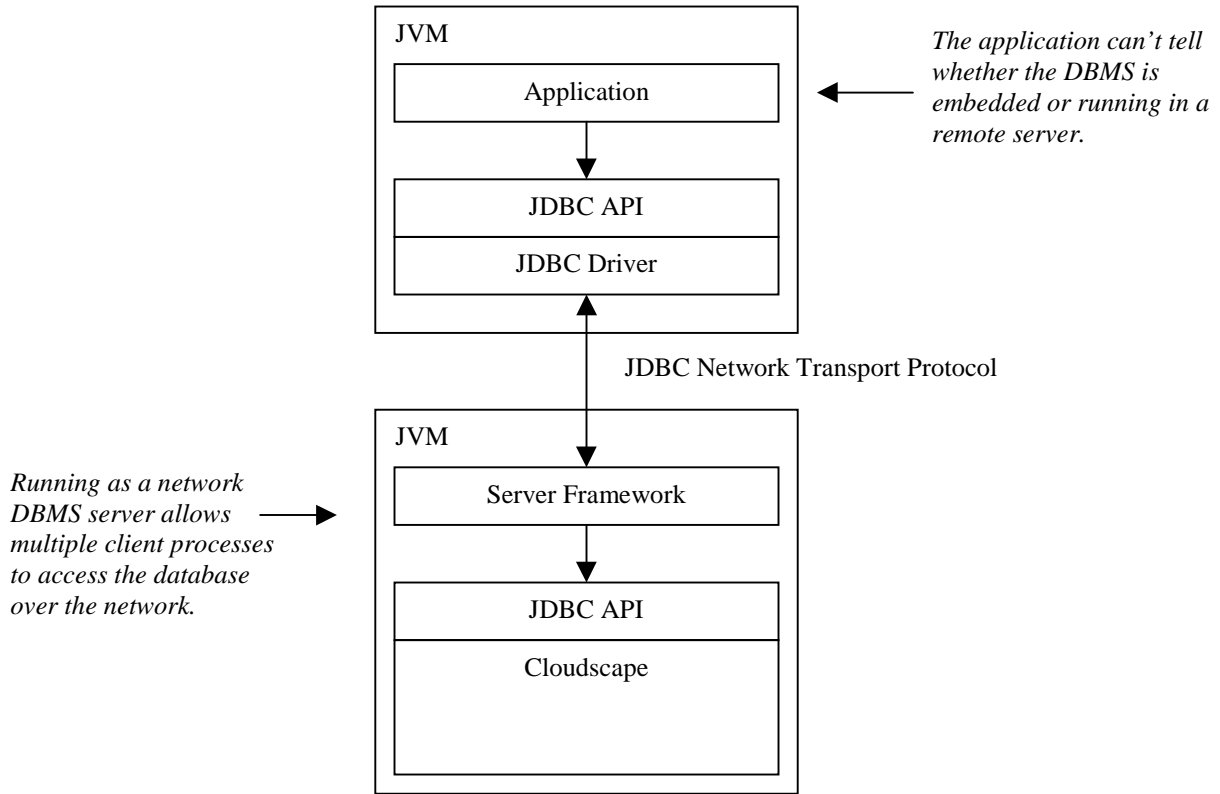 JVM
Application
The application can't tell
whether the DBMS is
embedded or running in a
remote server.
JDBC API
JDBC Driver
JDBC Network Transport Protocol
JVM
Server Framework
Running as a network
DBMS server allows
multiple client processes
to access the database
over the network.
JDBC API
Cloudscape